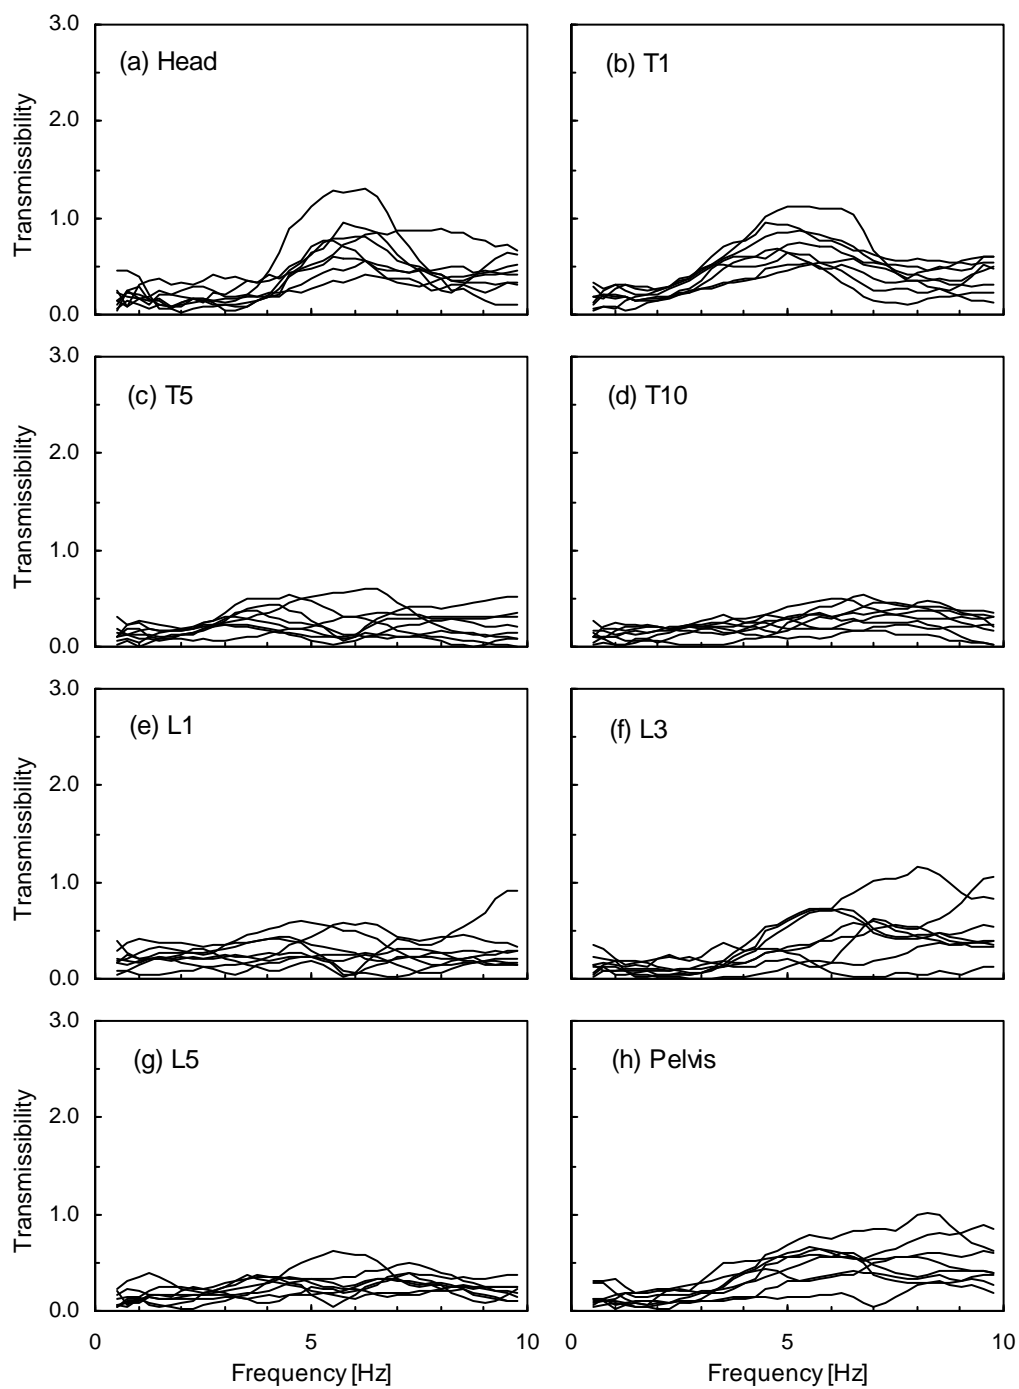 3.0
(a) Head
(b) T1
2.0
Transmissibility
1.0
0.0
3.0
(c) T5
(d) T10
2.0
Transmissibility
1.0
0.0
3.0
(e) L1
(f) L3
2.0
Transmissibility
1.0
0.0
3.0
(g) L5
(h) Pelvis
2.0
Transmissibility
1.0
0.0
0 5 10 0 5 10
Frequency [Hz] Frequency [Hz]